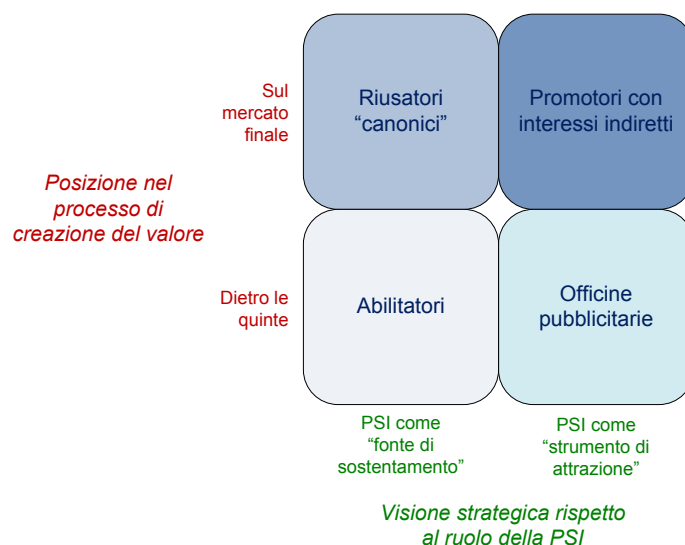 Sul
mercato
finale
Riusatori
“canonici”
Promotori con
interessi indiretti
Posizione nel
processo di
creazione del valore
Dietro le
quinte
Abilitatori
Officine
pubblicitarie
PSI come
“fonte di
sostentamento”
PSI come
“strumento di
attrazione”
Visione strategica rispetto
al ruolo della PSI